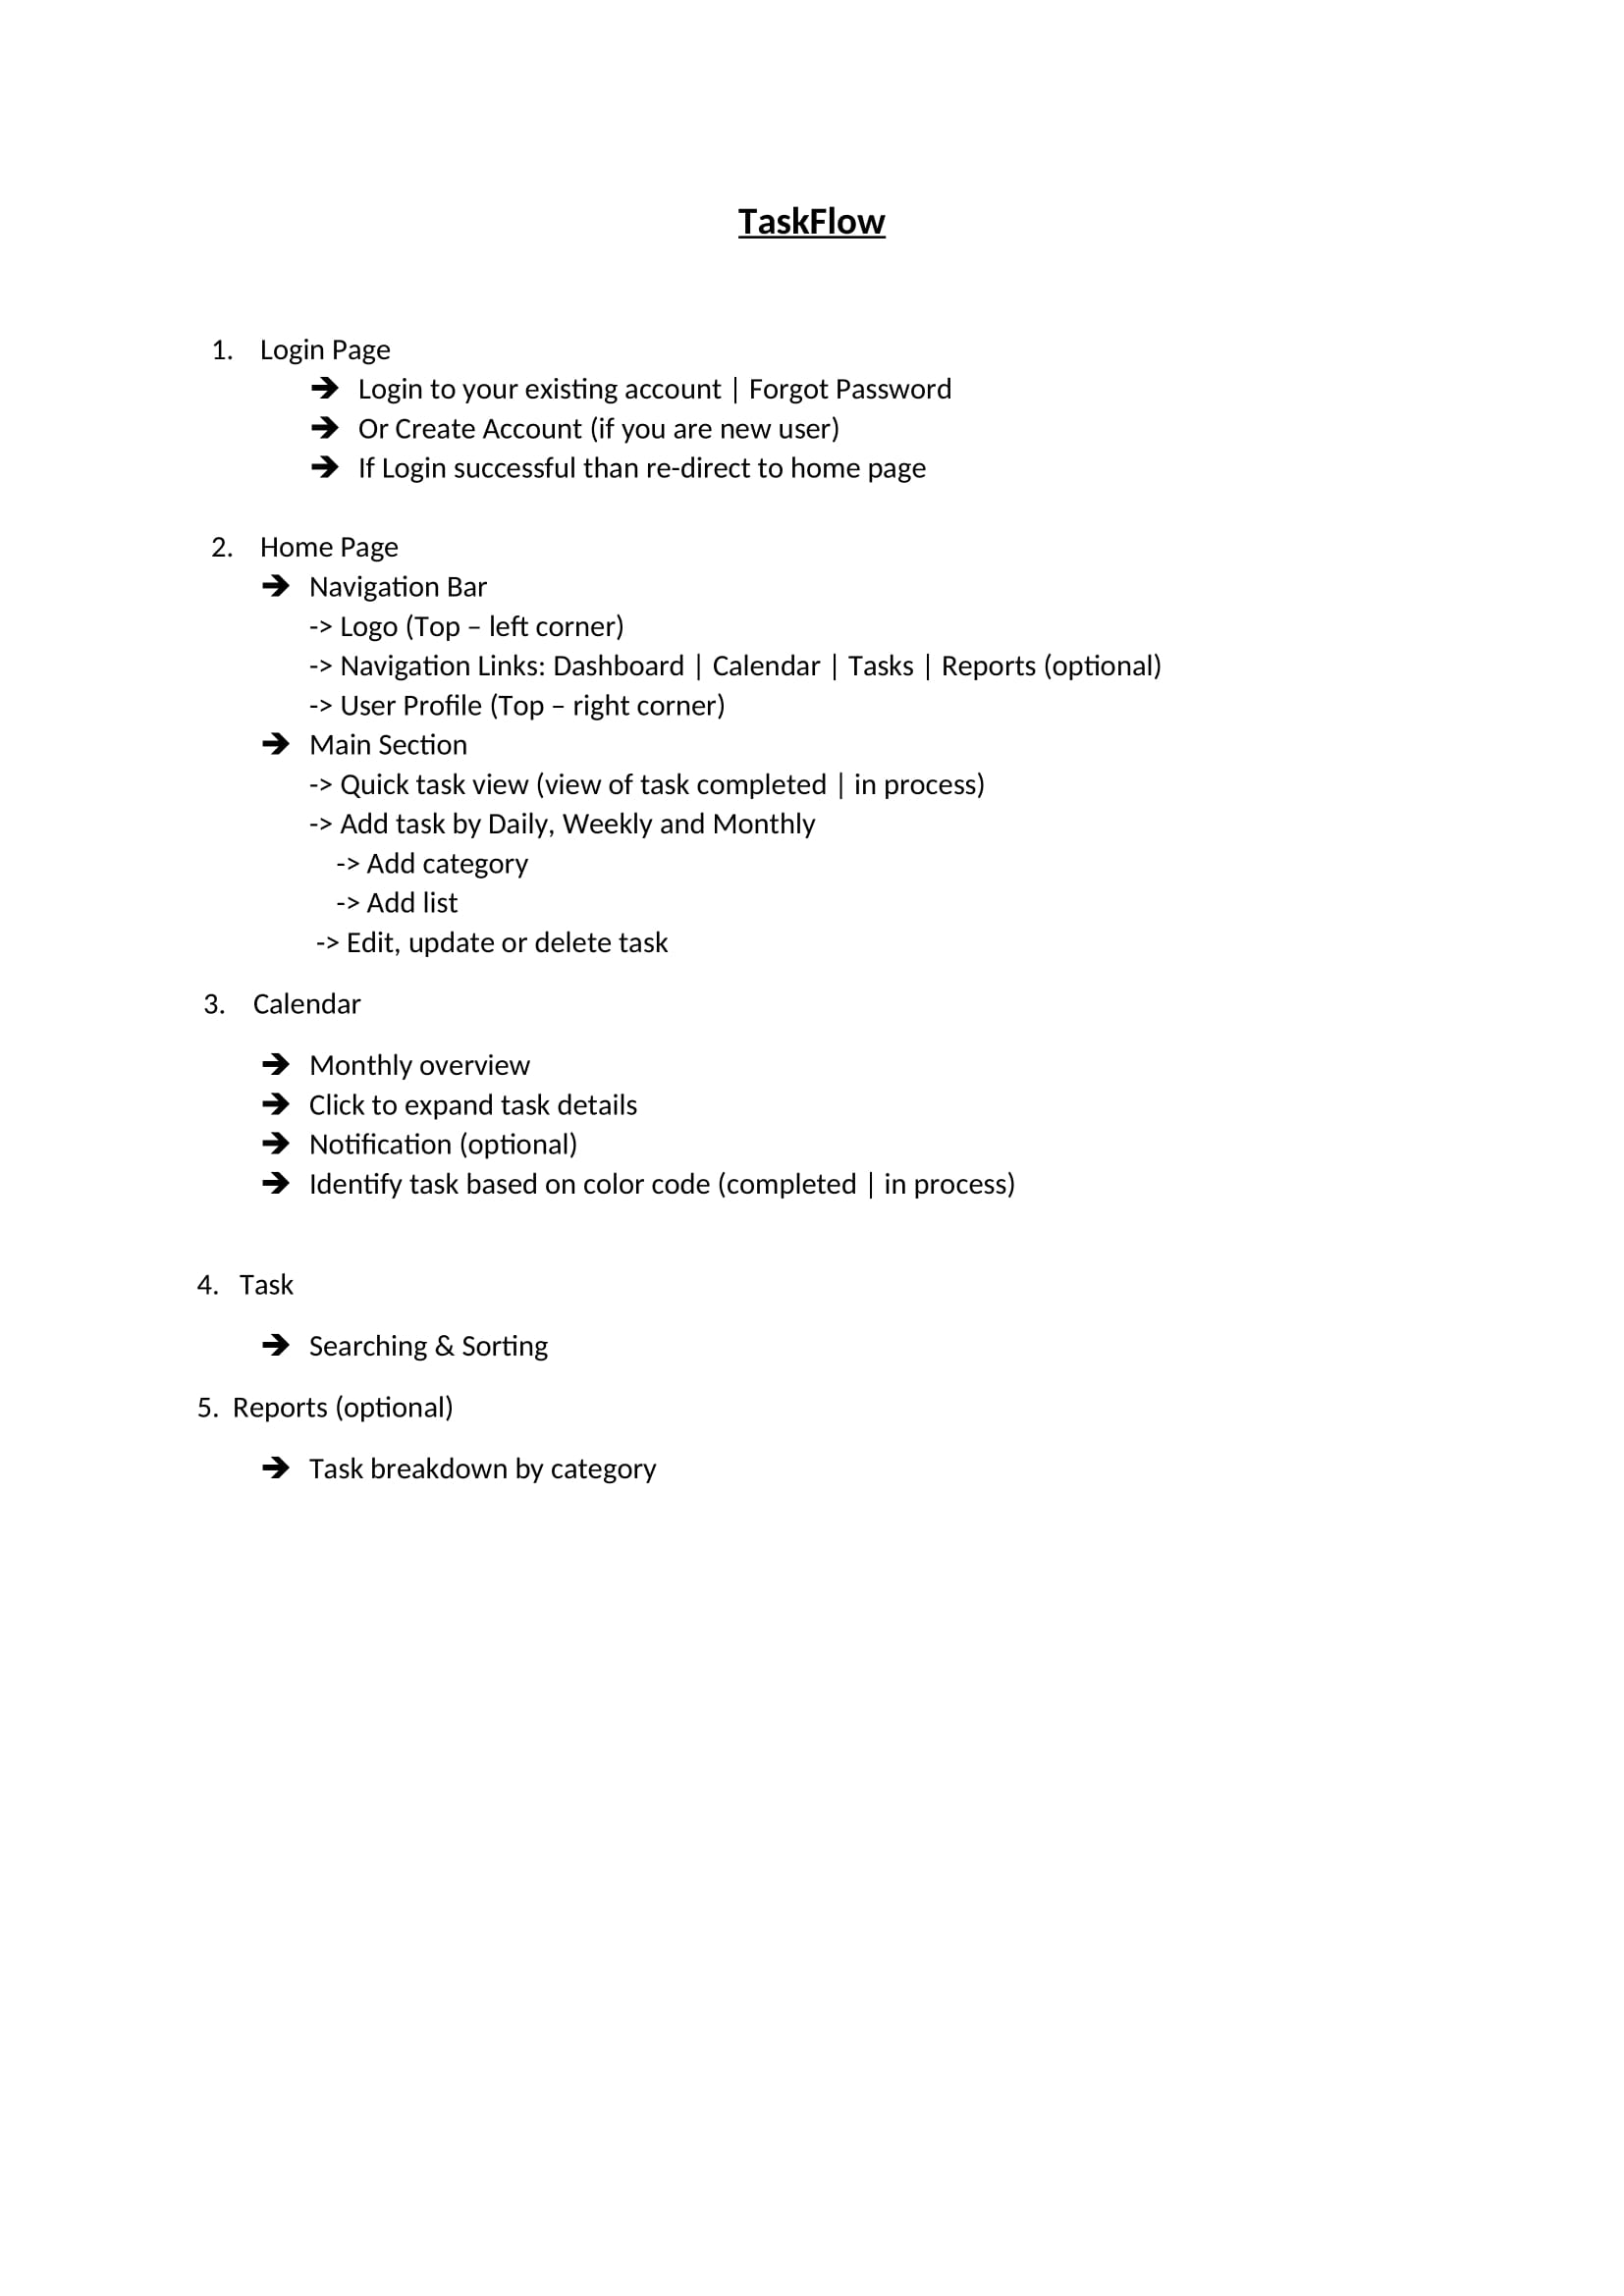 TaskFlow
1. Login Page
➔ Login to your existing account | Forgot Password
➔ Or Create Account (if you are new user)
➔ If Login successful than re-direct to home page
2. Home Page
➔ Navigation Bar
-> Logo (Top – left corner)
-> Navigation Links: Dashboard | Calendar | Tasks | Reports (optional)
-> User Profile (Top – right corner)
➔ Main Section
-> Quick task view (view of task completed | in process)
-> Add task by Daily, Weekly and Monthly
-> Add category
-> Add list
-> Edit, update or delete task
3. Calendar
➔ Monthly overview
➔ Click to expand task details
➔ Notification (optional)
➔ Identify task based on color code (completed | in process)
4. Task
➔ Searching & Sorting
5. Reports (optional)
➔ Task breakdown by category